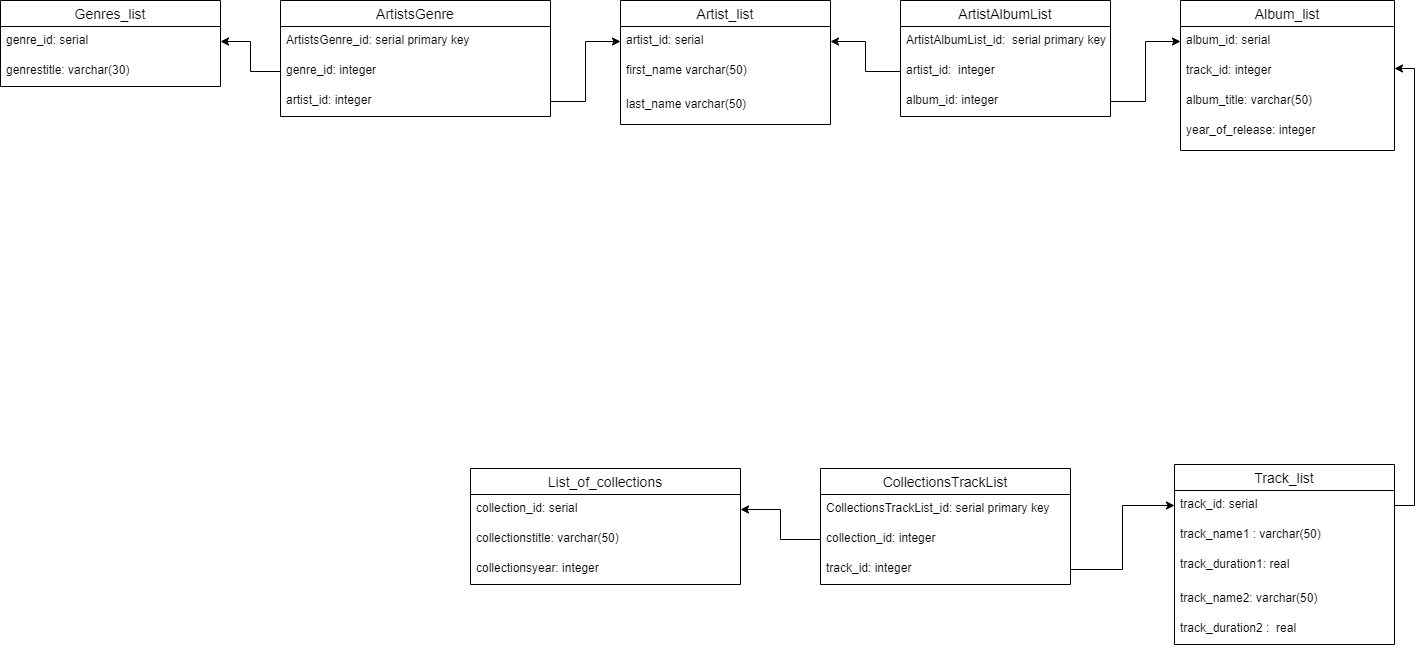 Genres_list
genre_id: serial
genrestitle: varchar(30)
ArtistsGenre
ArtistsGenre_id: serial primary key
genre_id: integer
artist_id: integer
Artist_list
artist_id: serial
first_name varchar(50)
last_name varchar(50)
ArtistAlbumList
ArtistAlbumList_id:  serial primary key
artist_id:  integer
album_id: integer
Album_list
album_id: serial
track_id: integer
album_title: varchar(50)
year_of_release: integer
List_of_collections
collection_id: serial
collectionstitle: varchar(50)
collectionsyear: integer
CollectionsTrackList
CollectionsTrackList_id: serial primary key
collection_id: integer
track_id: integer
Track_list
track_id: serial
track_name1 : varchar(50)
track_duration1: real
track_name2: varchar(50)
track_duration2 :  real